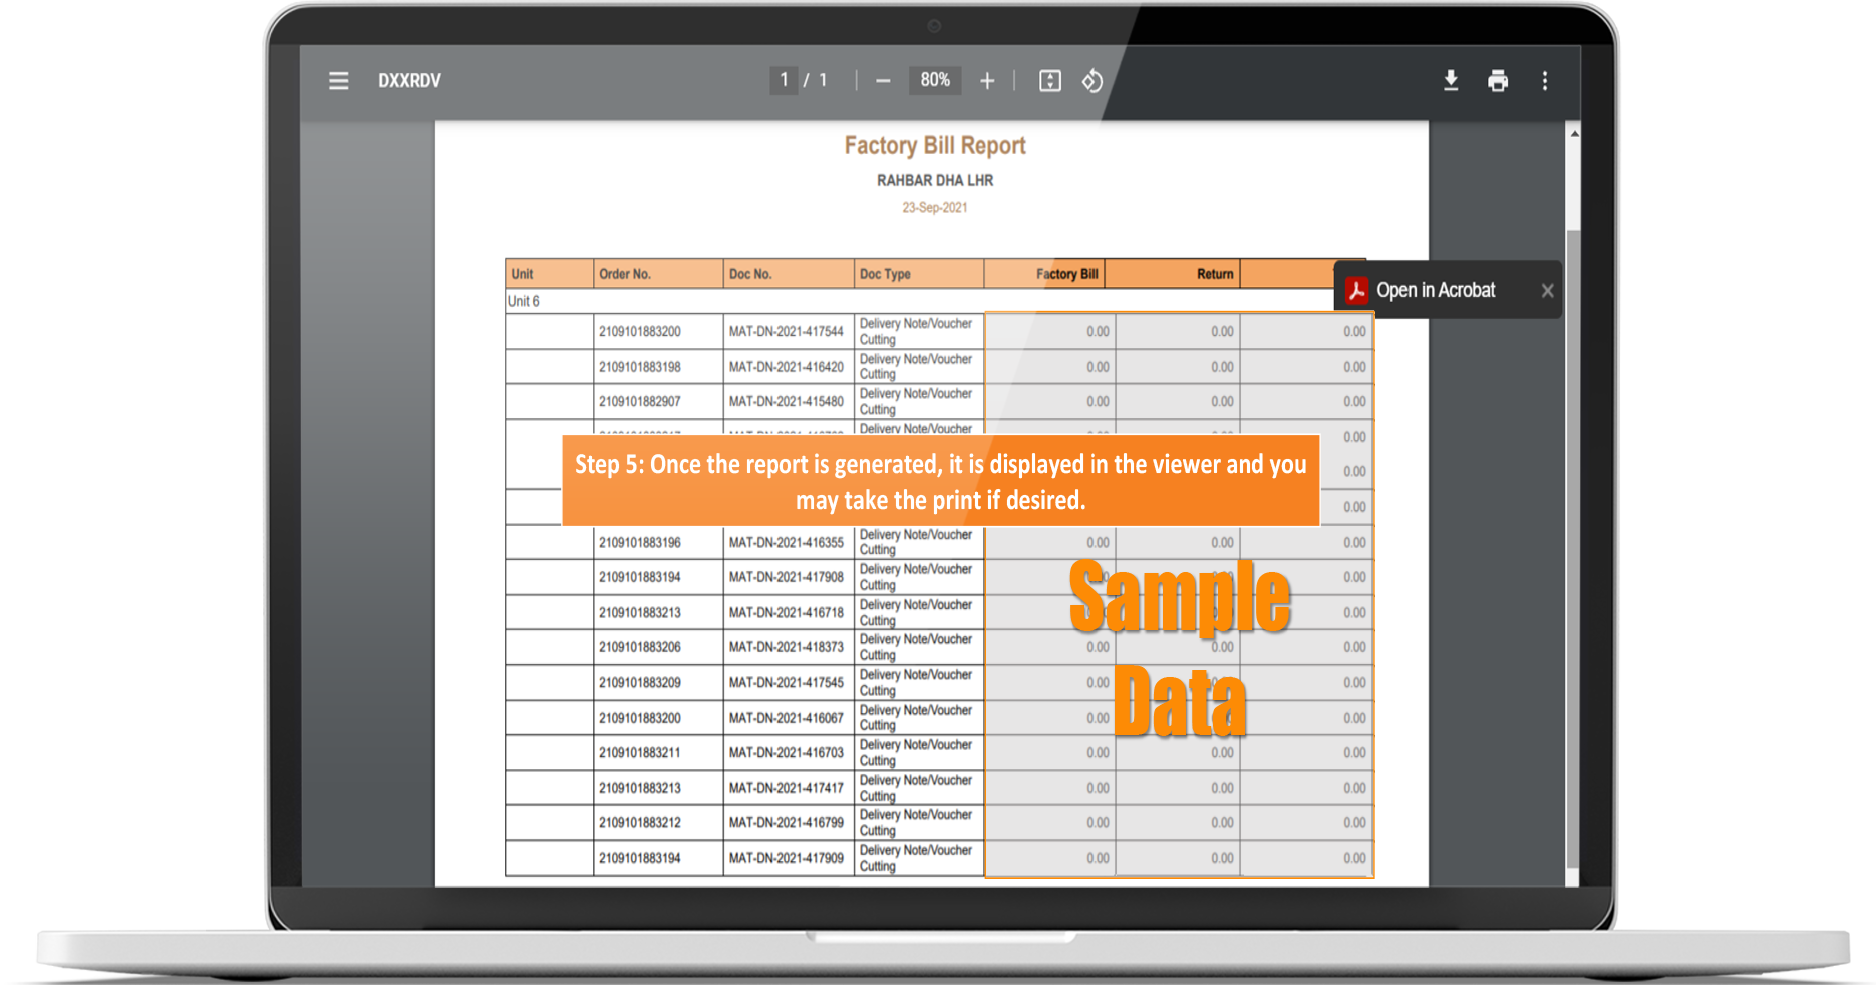 DXXRDV
1 / 1
80%
Factory Bill Report
RAHBAR DHA LHR
23-Sep-2021
Unit Order No. Doc No. Doc Type Factory Bill Return
Open in Acrobat
Unit 6
2109101883200 MAT-DN-2021-417544 Delivery Note/Voucher Cutting 0.00 0.00 0.00
2109101883198 MAT-DN-2021-416420 Delivery Note/Voucher Cutting 0.00 0.00 0.00
2109101882907 MAT-DN-2021-415480 Delivery Note/Voucher Cutting 0.00 0.00 0.00
Delivery Note/Voucher 0.00
0.00
0.00
Step 5: Once the report is generated, it is displayed in the viewer and you
may take the print if desired.
2109101883196 MAT-DN-2021-416355 Delivery Note/Voucher Cutting 0.00 0.00 0.00
2109101883194 MAT-DN-2021-417908 Delivery Note/Voucher Cutting 0.00
2109101883213 MAT-DN-2021-416718 Delivery Note/Voucher Cutting 0.00
2109101883206 MAT-DN-2021-418373 Delivery Note/Voucher Cutting 0.00 0.00 0.00
2109101883209 MAT-DN-2021-417545 Delivery Note/Voucher Cutting 0.00 0.00
2109101883200 MAT-DN-2021-416067 Delivery Note/Voucher Cutting 0.00 0.00
2109101883211 MAT-DN-2021-416703 Delivery Note/Voucher Cutting 0.00 0.00 0.00
2109101883213 MAT-DN-2021-417417 Delivery Note/Voucher Cutting 0.00 0.00 0.00
2109101883212 MAT-DN-2021-416799 Delivery Note/Voucher Cutting 0.00 0.00 0.00
2109101883194 MAT-DN-2021-417909 Delivery Note/Voucher Cutting 0.00 0.00 0.00
Sample
Data